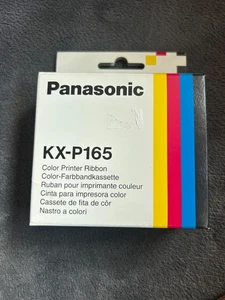 Panasonic
KX-P165
Color Printer Ribbon
Color-Farbbandkassette
Ruban pour imprimante couleur
Cinta para impresora color
Cassete de fita de côr
Nastro a colori